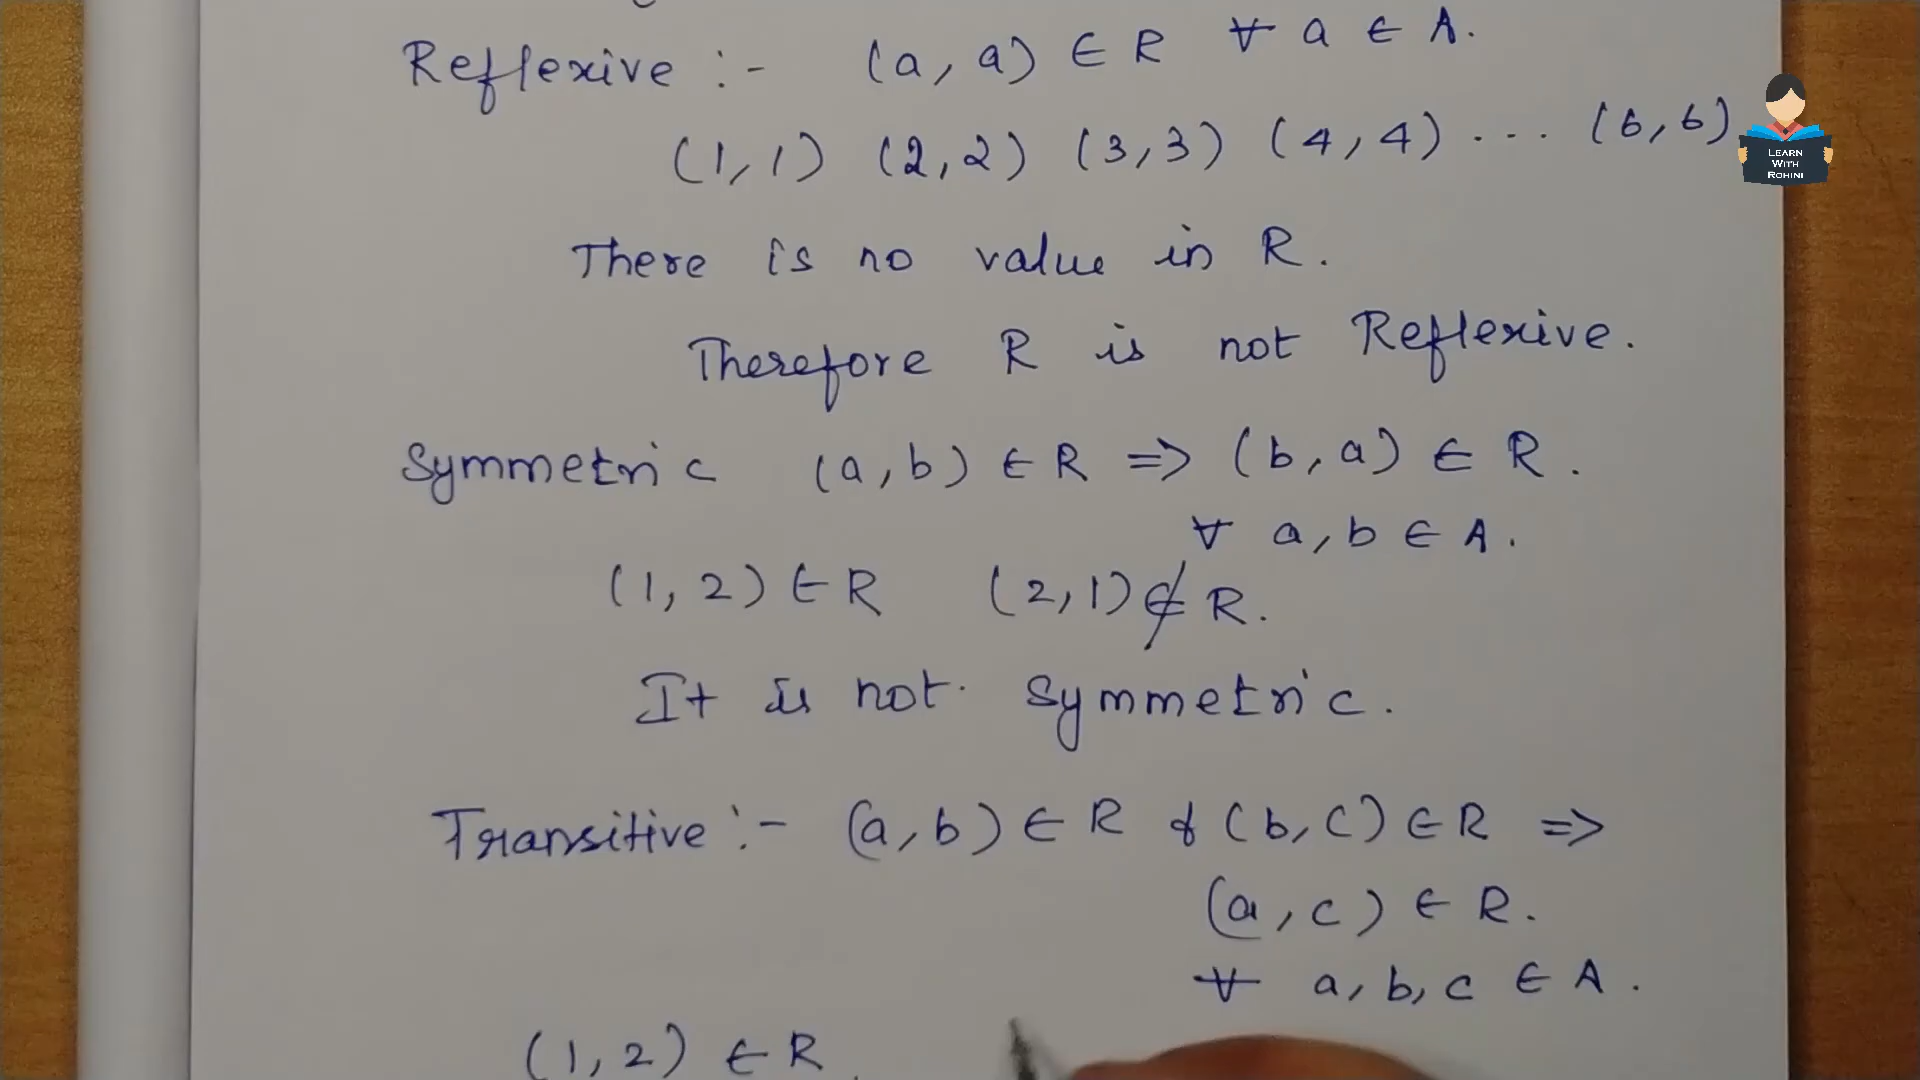 Reflexive :- (a, a) ∈ R ∀ a ∈ A.
(1, 1) (2, 2) (3, 3) (4, 4) ... (6, 6)
LEARN
WITH
ROHINI
There is no value in R.
Therefore R is not Reflexive.
Symmetric (a, b) ∈ R => (b, a) ∈ R.
∀ a, b ∈ A.
(1, 2) ∈ R (2, 1) ∉ R.
It is not symmetric.
Transitive :- (a, b) ∈ R & (b, c) ∈ R =>
(a, c) ∈ R.
∀ a, b, c ∈ A.
(1, 2) ∈ R